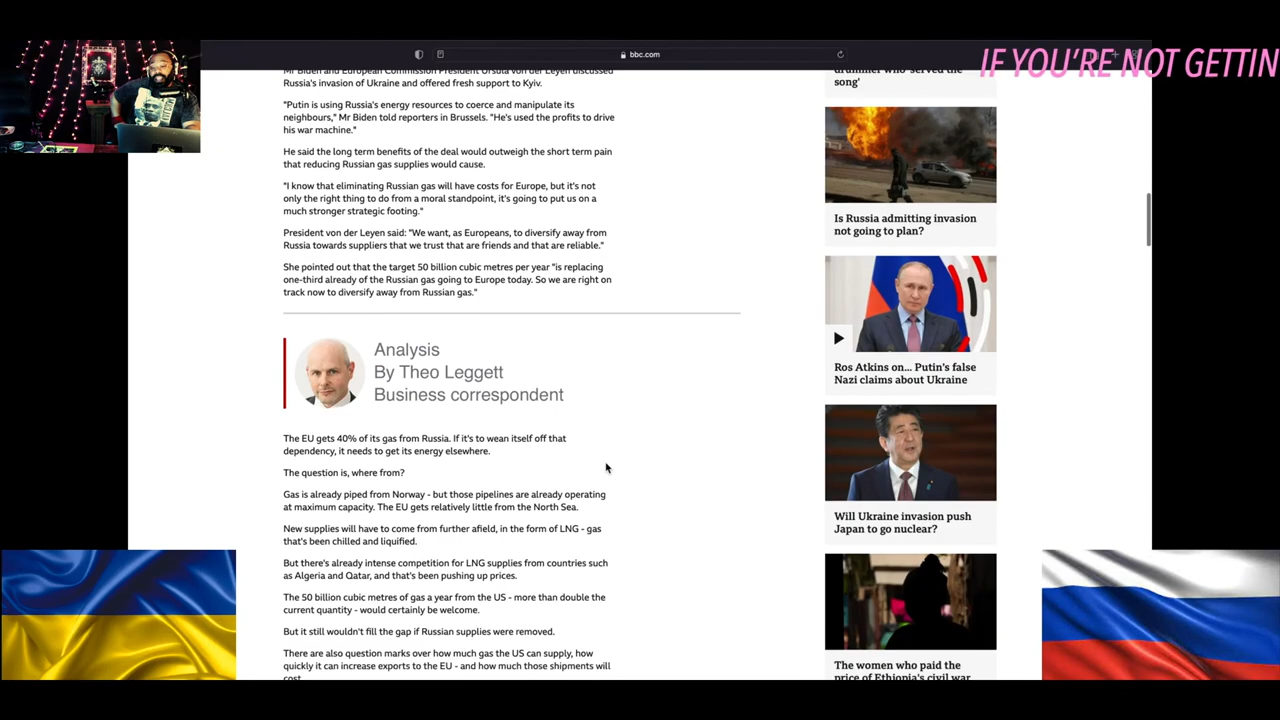 bbc.com
IF YOU'RE NOT GETTIN
Mr Biden and European Commission President Ursula von der Leyen discussed
Russia's invasion of Ukraine and offered fresh support to Kyiv.
"Putin is using Russia's energy resources to coerce and manipulate its
neighbours," Mr Biden told reporters in Brussels. "He's used the profits to drive
his war machine."
He said the long term benefits of the deal would outweigh the short term pain
that reducing Russian gas supplies would cause.
"I know that eliminating Russian gas will have costs for Europe, but it's not
only the right thing to do from a moral standpoint, it's going to put us on a
much stronger strategic footing."
President von der Leyen said: "We want, as Europeans, to diversify away from
Russia towards suppliers that we trust that are friends and that are reliable."
She pointed out that the target 50 billion cubic metres per year "is replacing
one-third already of the Russian gas going to Europe today. So we are right on
track now to diversify away from Russian gas."
Analysis
By Theo Leggett
Business correspondent
The EU gets 40% of its gas from Russia. If it's to wean itself off that
dependency, it needs to get its energy elsewhere.
The question is, where from?
Gas is already piped from Norway - but those pipelines are already operating
at maximum capacity. The EU gets relatively little from the North Sea.
New supplies will have to come from further afield, in the form of LNG - gas
that's been chilled and liquified.
But there's already intense competition for LNG supplies from countries such
as Algeria and Qatar, and that's been pushing up prices.
The 50 billion cubic metres of gas a year from the US - more than double the
current quantity - would certainly be welcome.
But it still wouldn't fill the gap if Russian supplies were removed.
There are also question marks over how much gas the US can supply, how
quickly it can increase exports to the EU - and how much those shipments will
cost.
drummer who 'served the
song'
Is Russia admitting invasion
not going to plan?
Ros Atkins on... Putin's false
Nazi claims about Ukraine
Will Ukraine invasion push
Japan to go nuclear?
The women who paid the
price of Ethiopia's civil war